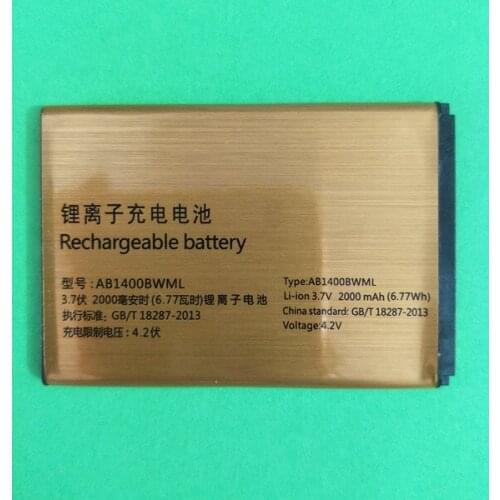 锂离子充电电池
Rechargeable battery
型号: AB1400BWML
3.7伏 2000毫安时 (6.77瓦时) 锂离子电池
执行标准: GB/T 18287-2013
充电限制电压: 4.2伏
Type:AB1400BWML
Li-ion 3.7V 2000 mAh (6.77Wh)
China standard: GB/T 18287-2013
Voltage:4.2V